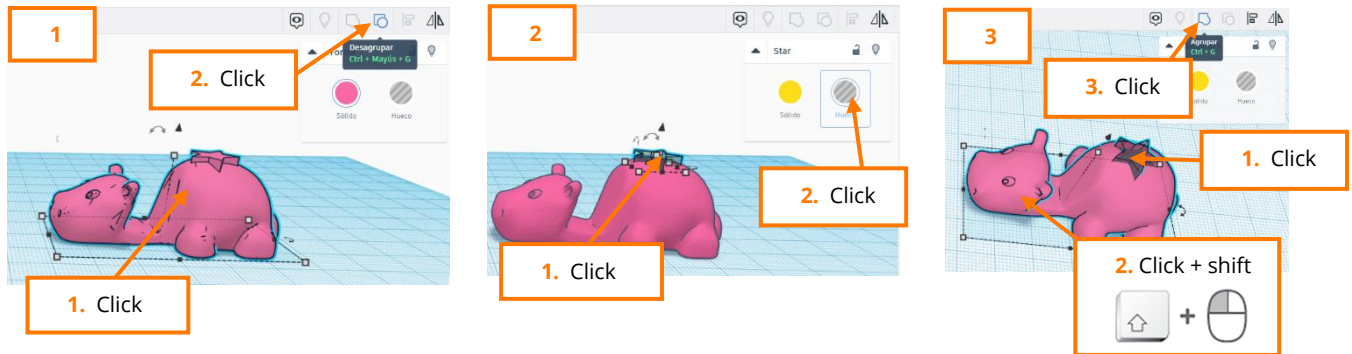 1
Desagrupar
Ctrl + Mayús + G
2. Click
Sólido
Hueco
1. Click
2
Star
Sólido
2. Click
1. Click
3
Agrupar
Ctrl + G
3. Click
1. Click
2. Click + shift
+